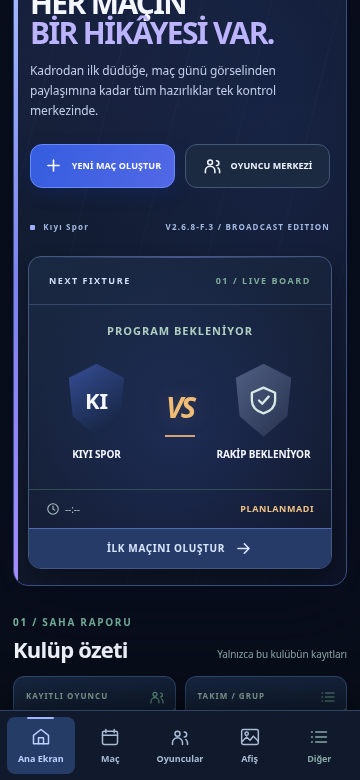 HER MAÇIN
BİR HİKÂYESİ VAR.
Kadrodan ilk düdüğe, maç günü görselinden
paylaşımına kadar tüm hazırlıklar tek kontrol
merkezinde.
YENİ MAÇ OLUŞTUR
OYUNCU MERKEZİ
Kıyı Spor
V2.6.8-F.3 / BROADCAST EDITION
NEXT FIXTURE
01 / LIVE BOARD
PROGRAM BEKLENİYOR
KI
VS
KIYI SPOR
RAKİP BEKLENİYOR
--:--
PLANLANMADI
İLK MAÇINI OLUŞTUR
01 / SAHA RAPORU
Kulüp özeti
Yalnızca bu kulübün kayıtları
KAYITLI OYUNCU
TAKIM / GRUP
Ana Ekran
Maç
Oyuncular
Afiş
Diğer